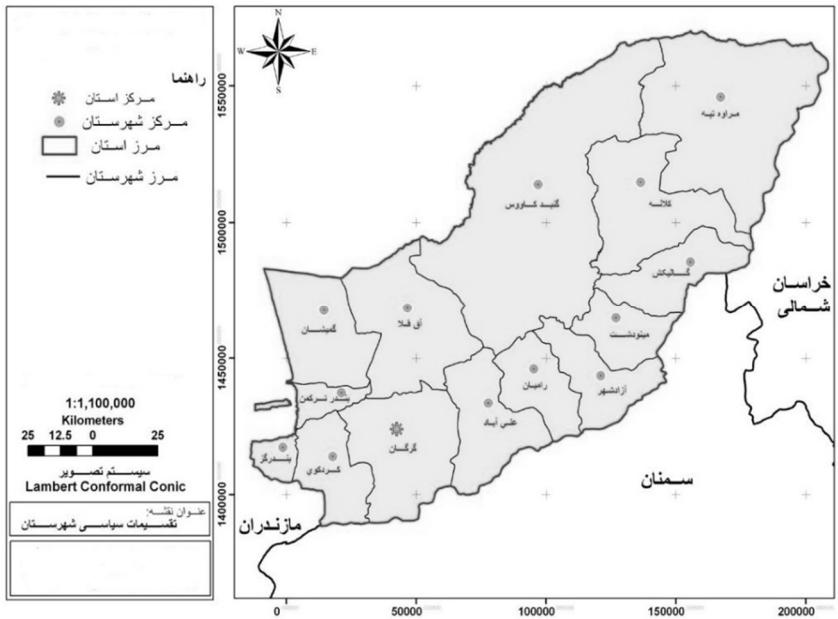 راهنما
مرکز استان
مرکز شهرستان
مرز استان
مرز شهرستان
1:1,100,000
Kilometers
25 12.5 0 25
سیستم تصویر
Lambert Conformal Conic
عنوان نقشه:
تقسیمات سیاسی شهرستان
N
W E
S
1550000
1500000
1450000
1400000
0 50000 100000 150000 200000
مراوه تپه
کلاله
گنبد کاووس
گالیکش
مینودشت
آق قلا
گمیشان
آزادشهر
رامیان
بندر ترکمن
علی آباد
گرگان
کردکوی
بندرگز
خراسان
شمالی
سمنان
مازندران